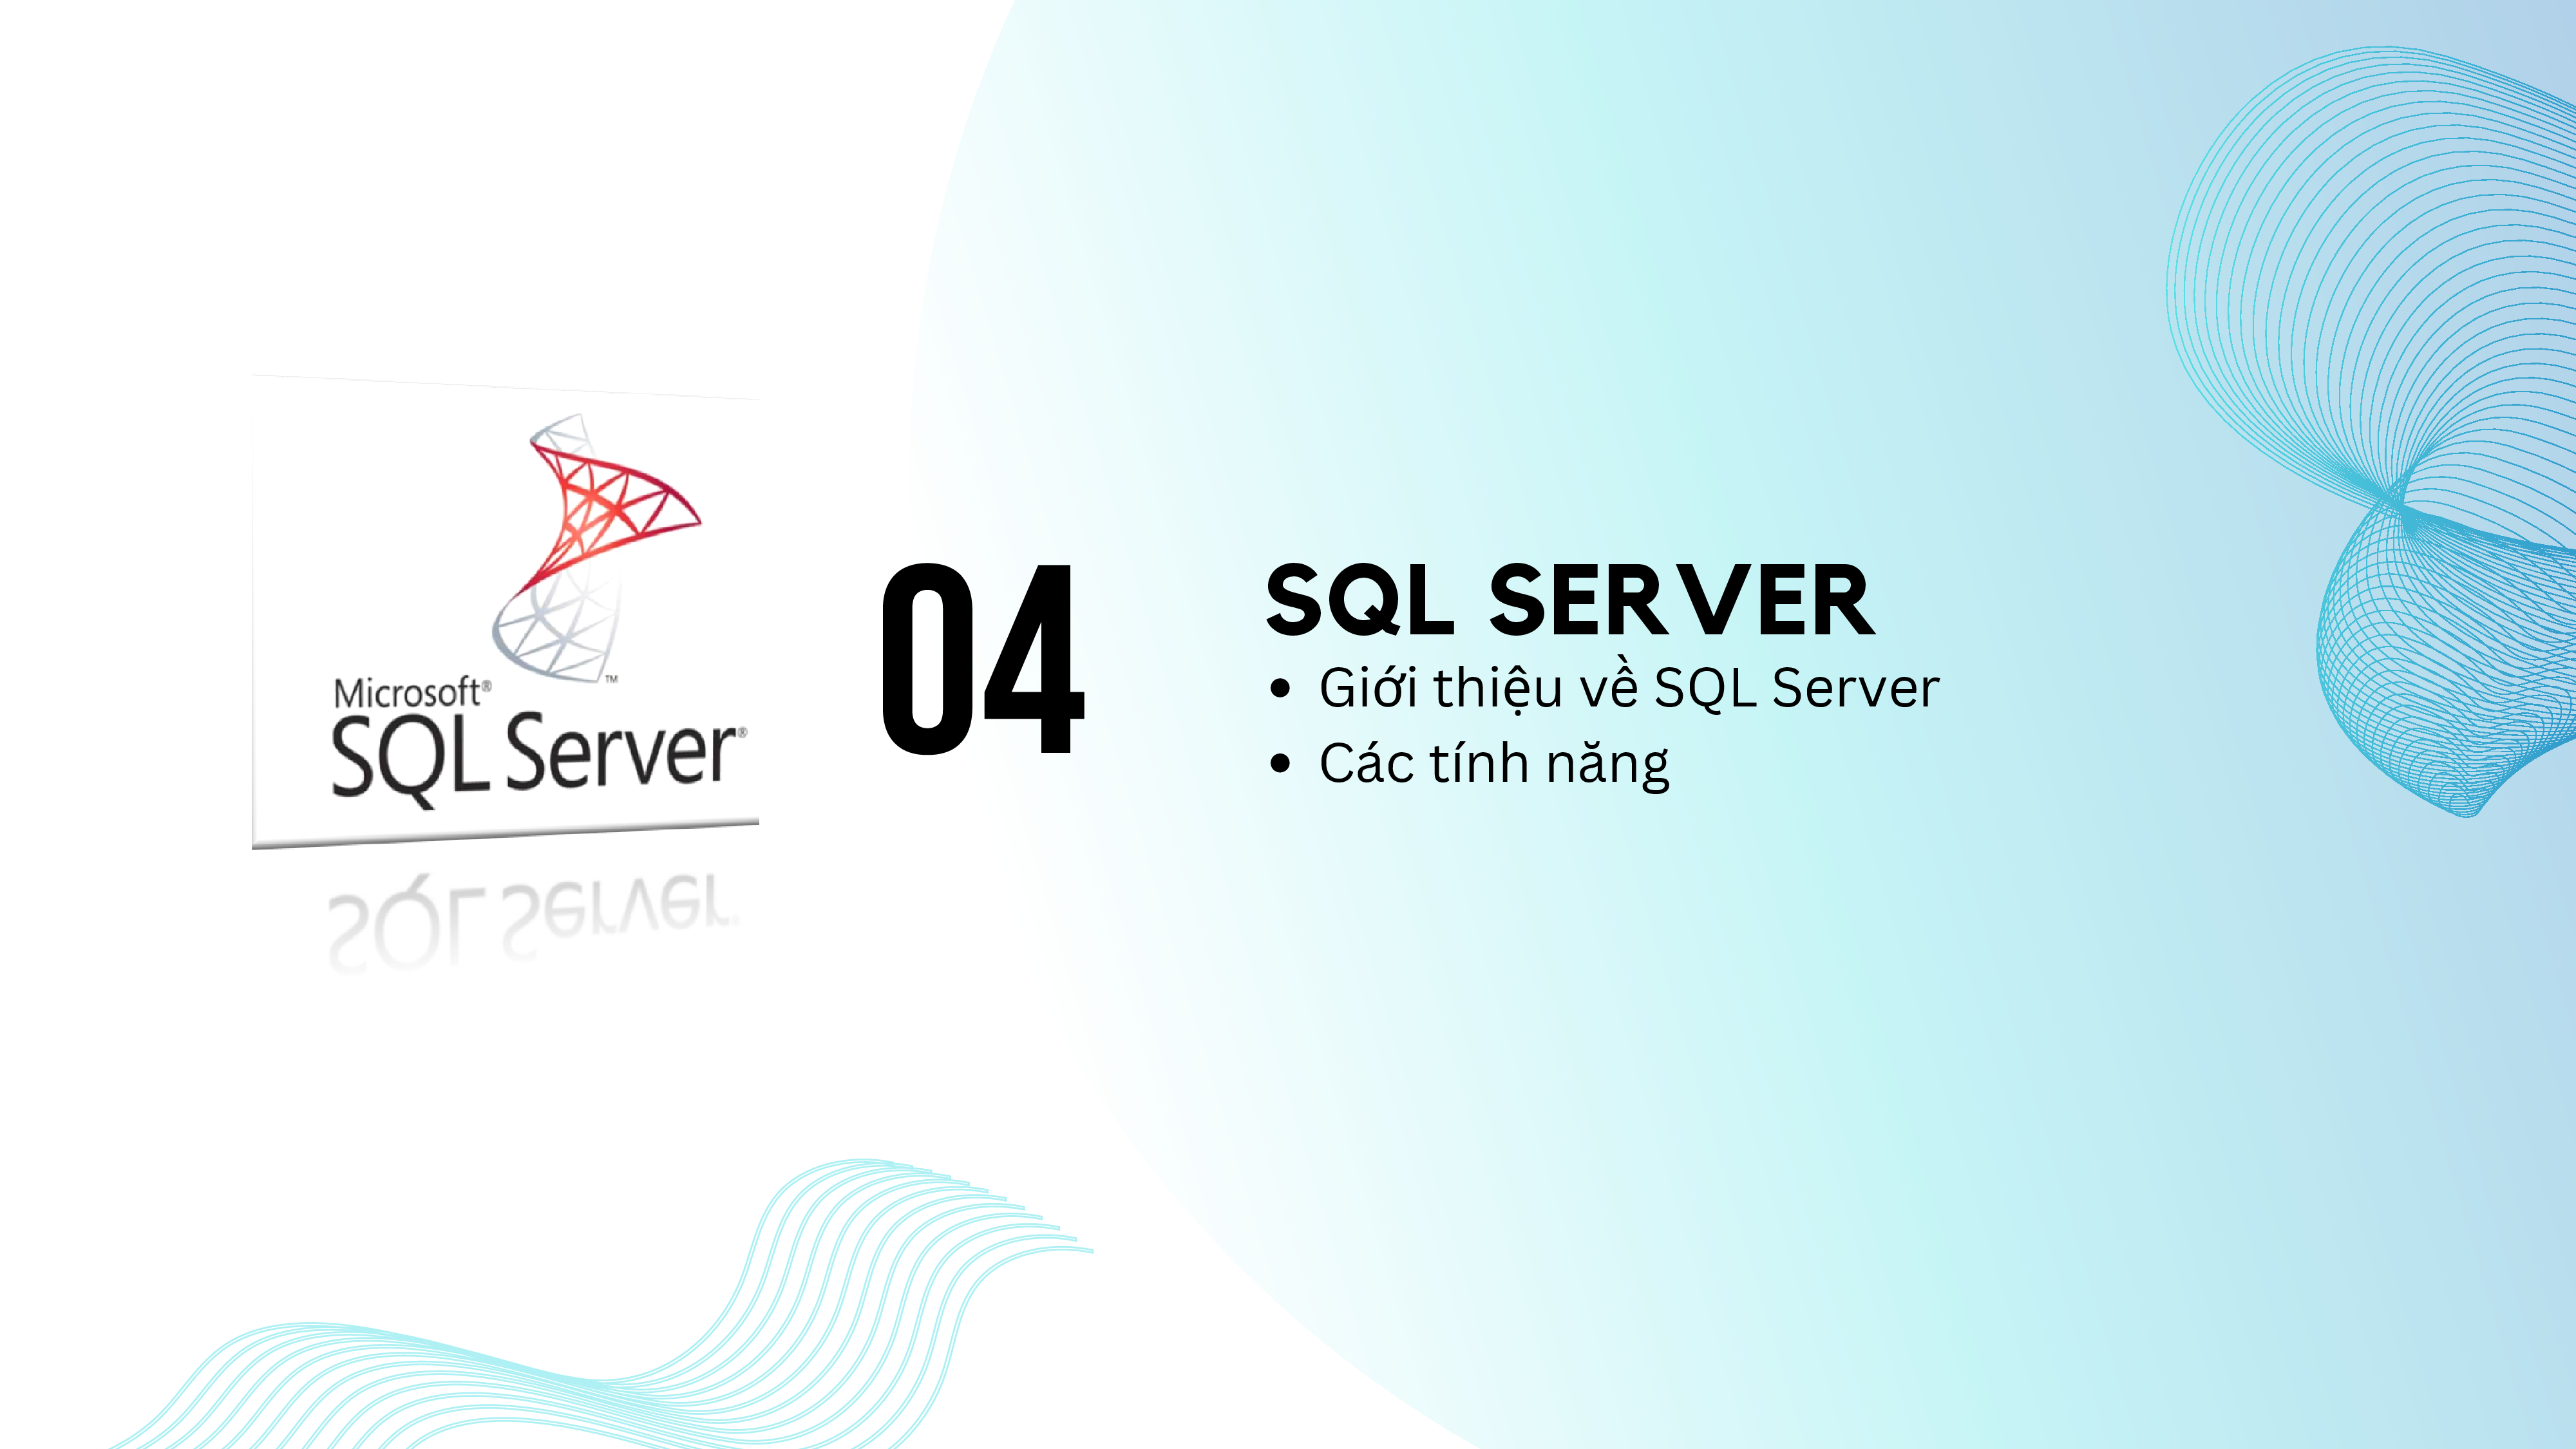 Microsoft®
SQL Server®
04
SQL SERVER
• Giới thiệu về SQL Server
• Các tính năng